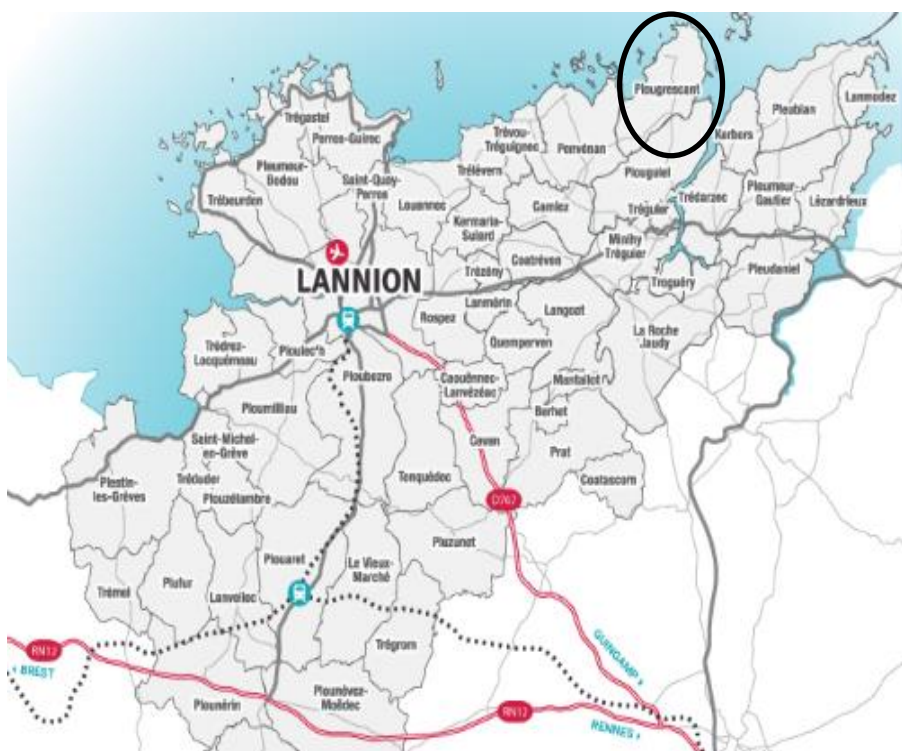 Plougrescant
Pleubian
Lanmodez
Trégastel
Perros-Guirec
Trévou-
Tréguignec
Penvénan
Kerbors
Pleumeur-
Bodou
Saint-Quay-
Perros
Trélévern
Plouguiel
Trébeurden
Louannec
Camlez
Tréguier
Trédarzec
Pleumeur-
Gautier
Lézardrieux
Kermaria-
Sulard
Minihy
Tréguier
Coatréven
Trézény
Pleudaniel
LANNION
Troguéry
Lanmérin
Langoat
Rospez
La Roche
Jaudy
Quemperven
Trédrez-
Locquémeau
Ploulec'h
Ploubezre
Caouënnec-
Lanvézéac
Mantallot
Berhet
Ploumilliau
Cavan
Prat
Saint-Michel-
en-Grève
Tonquédec
Coatascorn
Plestin-
les-Grèves
Tréduder
Plouzélambre
D767
Pluzunet
Plouaret
Le Vieux-
Marché
Trémel
Plufur
Lanvellec
Trégrom
RN12
< BREST
GUINGAMP >
Plounévez-
Moëdec
Plounérin
RN12
RENNES >